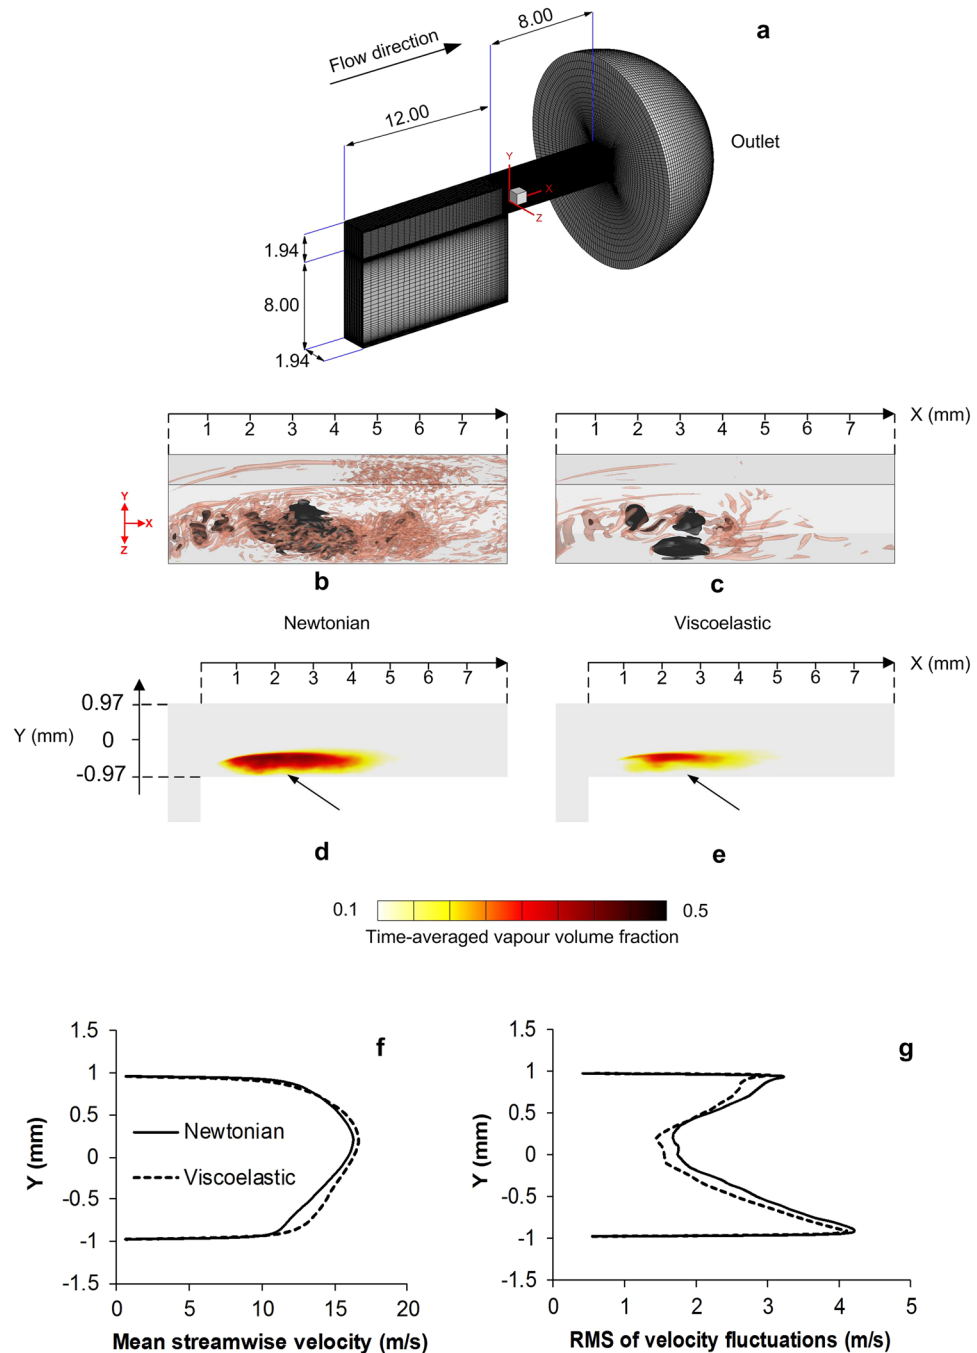 a
8.00
Flow direction
12.00
Outlet
Y
X
Z
1.94
8.00
1.94
1 2 3 4 5 6 7 X (mm)
1 2 3 4 5 6 7
Y
X
Z
b
c
Newtonian
Viscoelastic
1 2 3 4 5 6 7 X (mm)
1 2 3 4 5 6 7
0.97
Y (mm) 0
-0.97
d
e
0.1 0.5
Time-averaged vapour volume fraction
f
1.5
1
0.5
0
-0.5
-1
-1.5
Y (mm)
Newtonian
Viscoelastic
0 5 10 15 20
Mean streamwise velocity (m/s)
g
1.5
1
0.5
0
-0.5
-1
-1.5
Y (mm)
0 1 2 3 4 5
RMS of velocity fluctuations (m/s)